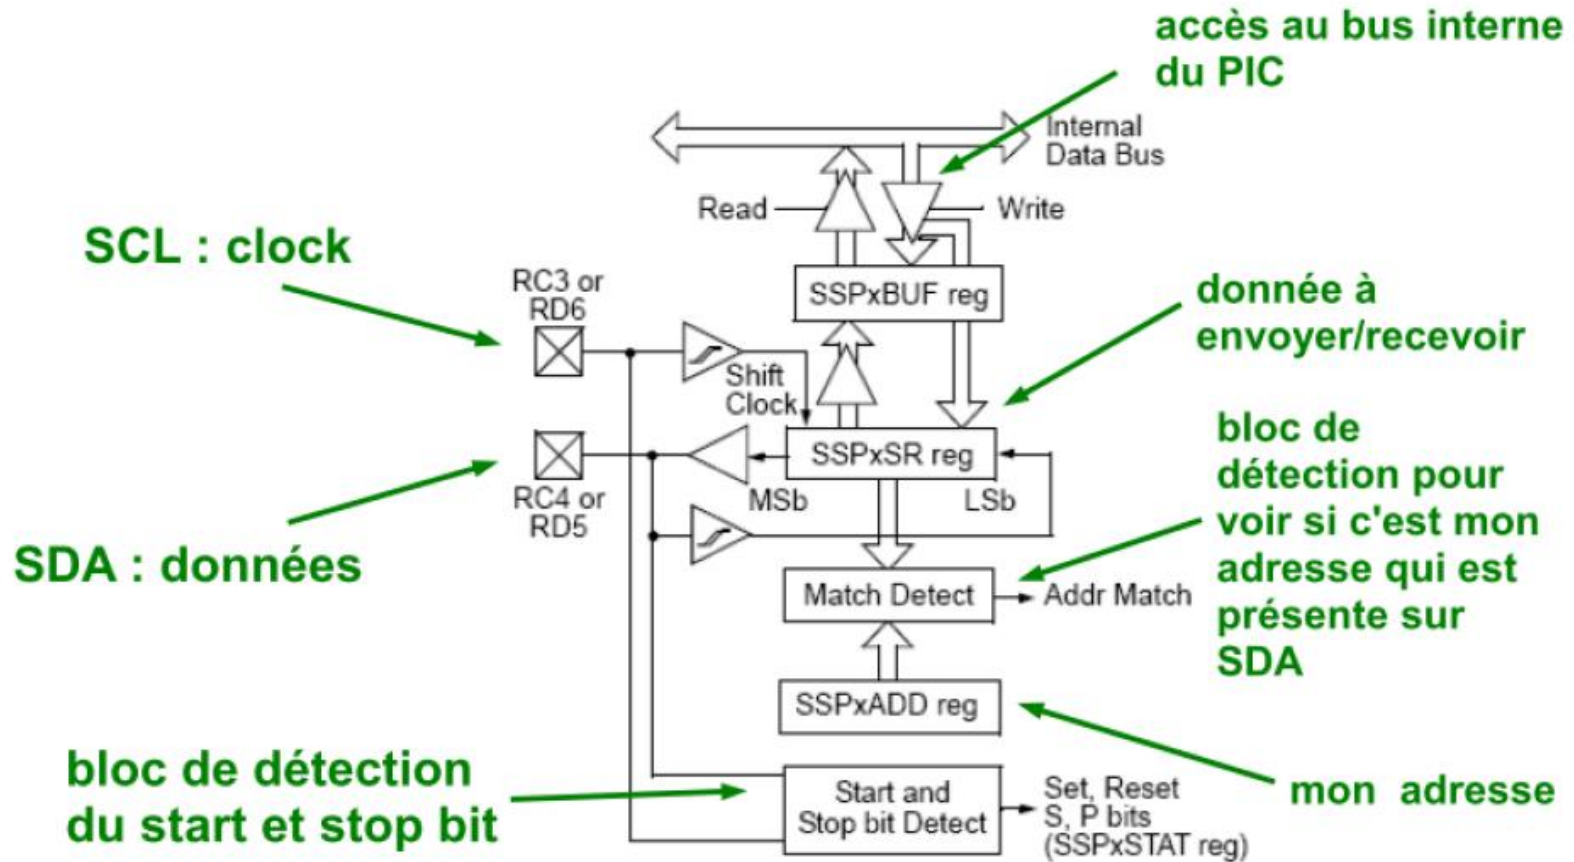 accès au bus interne
du PIC
Internal
Data Bus
Read
Write
SCL : clock
RC3 or
RD6
SSPxBUF reg
donnée à
envoyer/recevoir
Shift
Clock
SSPxSR reg
MSb
LSb
RC4 or
RD5
SDA : données
bloc de
détection pour
voir si c'est mon
adresse qui est
présente sur
SDA
Match Detect
Addr Match
SSPxADD reg
mon adresse
bloc de détection
du start et stop bit
Start and
Stop bit Detect
Set, Reset
S, P bits
(SSPxSTAT reg)